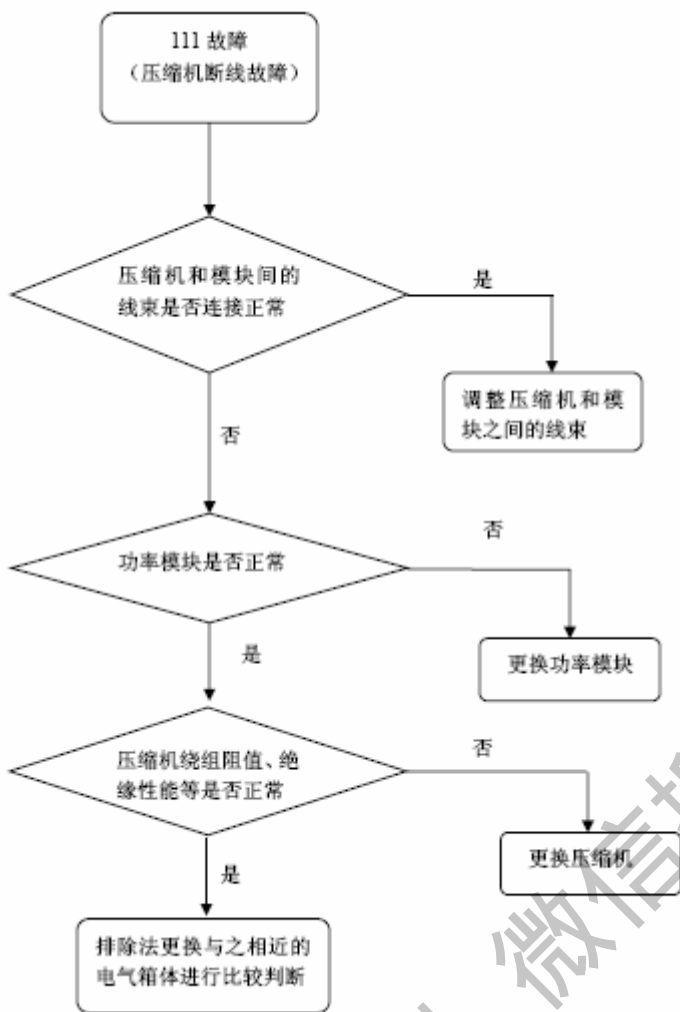 111 故障
（压缩机断线故障）
压缩机和模块间的
线束是否连接正常
是
调整压缩机和模
块之间的线束
否
功率模块是否正常
否
更换功率模块
是
压缩机绕组阻值、绝
缘性能等是否正常
否
更换压缩机
是
排除法更换与之相近的
电气箱体进行比较判断
微信